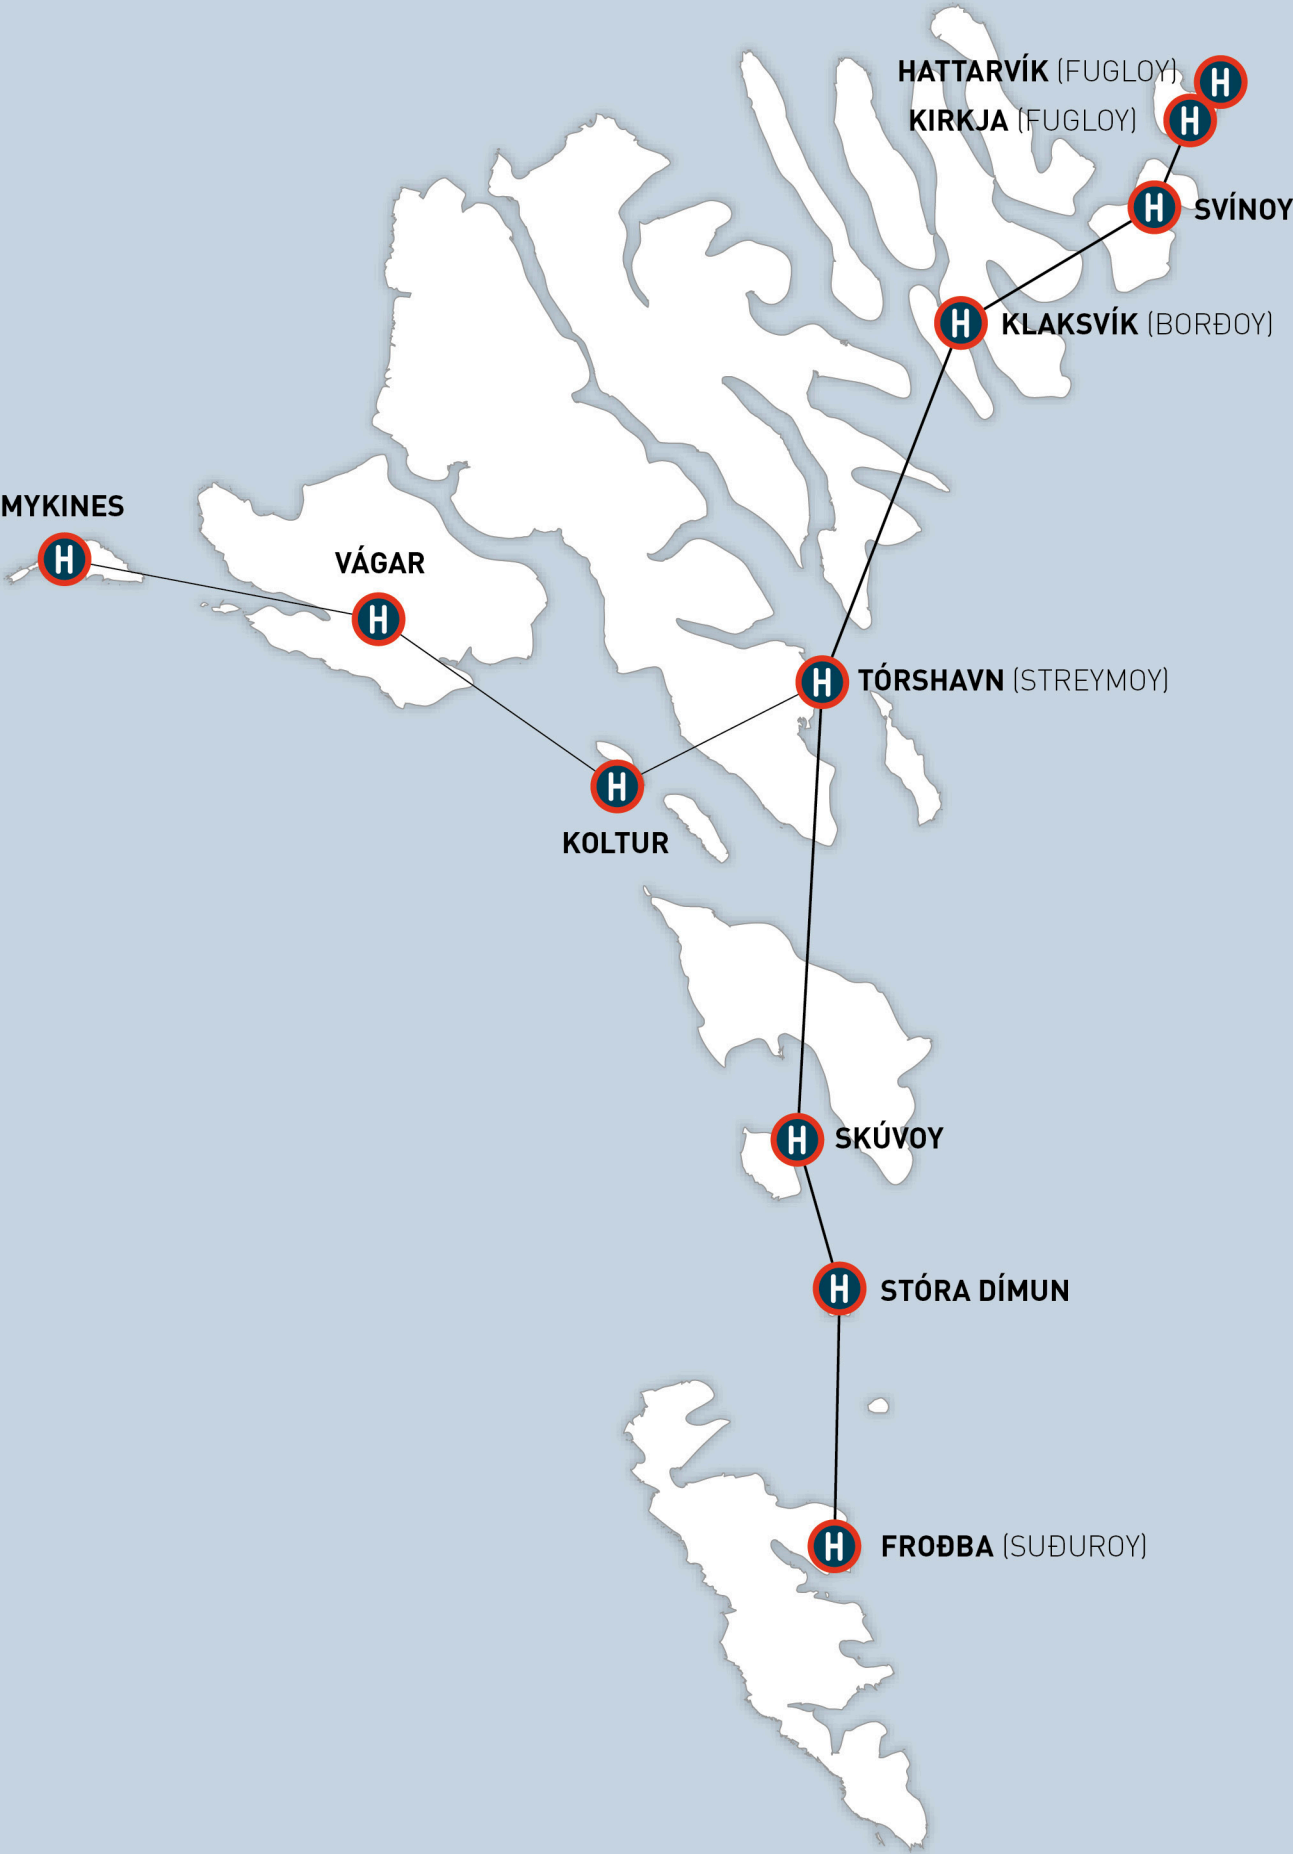 HATTARVÍK (FUGLOY)
H
KIRKJA (FUGLOY)
H
H
SVÍNOY
H
KLAKSVÍK (BORÐOY)
MYKINES
H
VÁGAR
H
H
TÓRSHAVN (STREYMOY)
H
KOLTUR
H
SKÚVOY
H
STÓRA DÍMUN
H
FROÐBA (SUÐUROY)